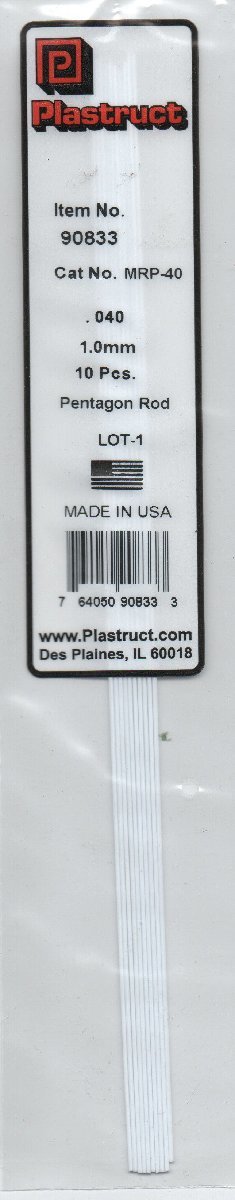 Plastruct
Item No.
90833
Cat No. MRP-40
.040
1.0mm
10 Pcs.
Pentagon Rod
LOT-1
MADE IN USA
7 64050 90833 3
www.Plastruct.com
Des Plaines, IL 60018